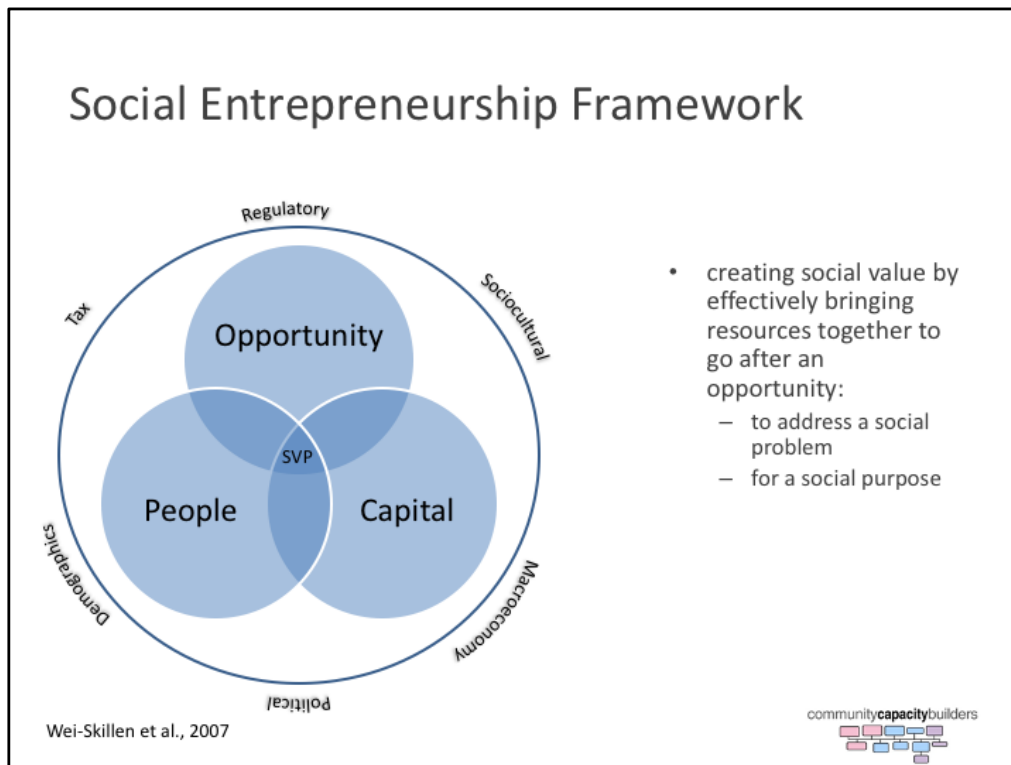 Social Entrepreneurship Framework
Regulatory
Tax
Sociocultural
Opportunity
SVP
People
Capital
Demographics
Macroeconomy
Political
• creating social value by
effectively bringing
resources together to
go after an
opportunity:
– to address a social
problem
– for a social purpose
Wei-Skillen et al., 2007
communitycapacitybuilders